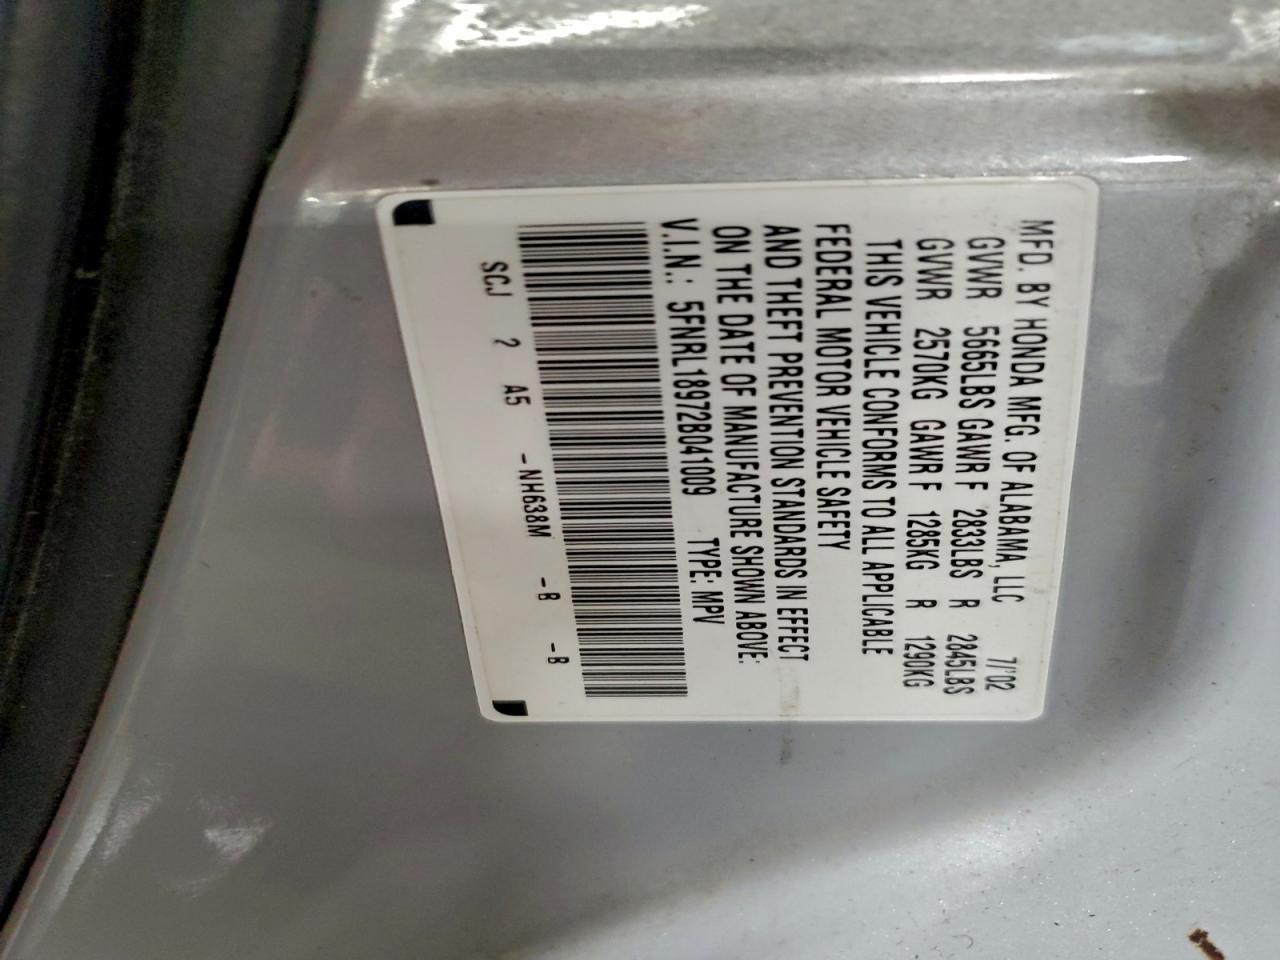 MFD. BY HONDA MFG. OF ALABAMA, LLC 7/'02
GVWR 5665LBS GAWR F 2833LBS R 2845LBS
GVWR 2570KG GAWR F 1285KG R 1290KG
THIS VEHICLE CONFORMS TO ALL APPLICABLE
FEDERAL MOTOR VEHICLE SAFETY
AND THEFT PREVENTION STANDARDS IN EFFECT
ON THE DATE OF MANUFACTURE SHOWN ABOVE.
V.I.N.: 5FNRL18972B041009 TYPE: MPV
SCJ 2 A5 -NH638M -B -B